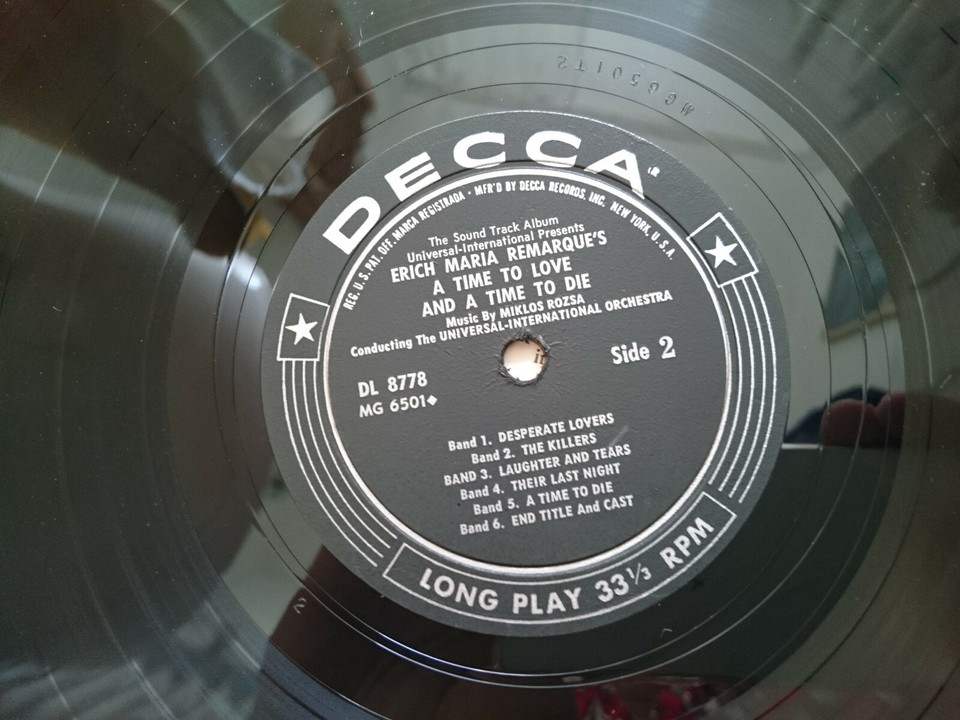 MG6501T2
DECCA®
REG. U.S. PAT. OFF. MARCA REGISTRADA • MFR'D BY DECCA RECORDS, INC. NEW YORK, U.S.A.
The Sound Track Album
Universal-International Presents
ERICH MARIA REMARQUE'S
A TIME TO LOVE
AND A TIME TO DIE
Music By MIKLOS ROZSA
Conducting The UNIVERSAL-INTERNATIONAL ORCHESTRA
Side 2
DL 8778
MG 6501◆
Band 1. DESPERATE LOVERS
Band 2. THE KILLERS
BAND 3. LAUGHTER AND TEARS
Band 4. THEIR LAST NIGHT
Band 5. A TIME TO DIE
Band 6. END TITLE And CAST
LONG PLAY 33⅓ RPM
2